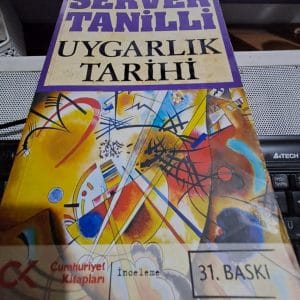 SERVER
TANİLLİ
UYGARLIK
TARİHİ
Cumhuriyet
Kitapları
İnceleme
31. BASKI
A4TECH